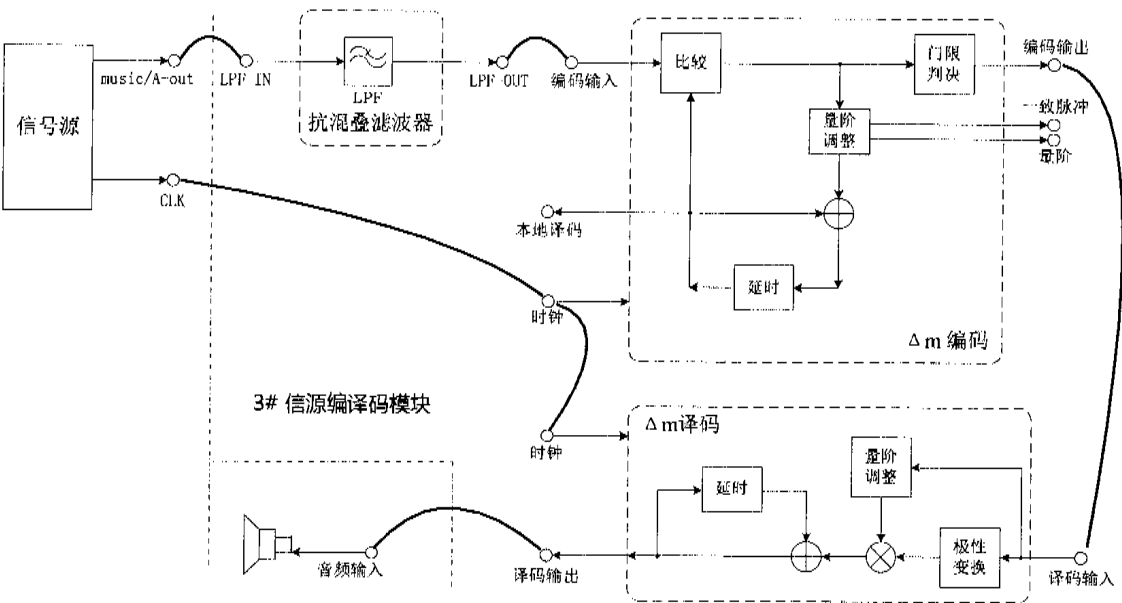 信号源
music/A-out
LPF IN
LPF
抗混叠滤波器
LPF OUT
编码输入
比较
门限
判决
编码输出
一致脉冲
量阶
量阶
调整
CLK
本地译码
延时
时钟
Δm 编码
3# 信源编译码模块
时钟
Δm译码
量阶
调整
延时
极性
变换
音频输入
译码输出
译码输入